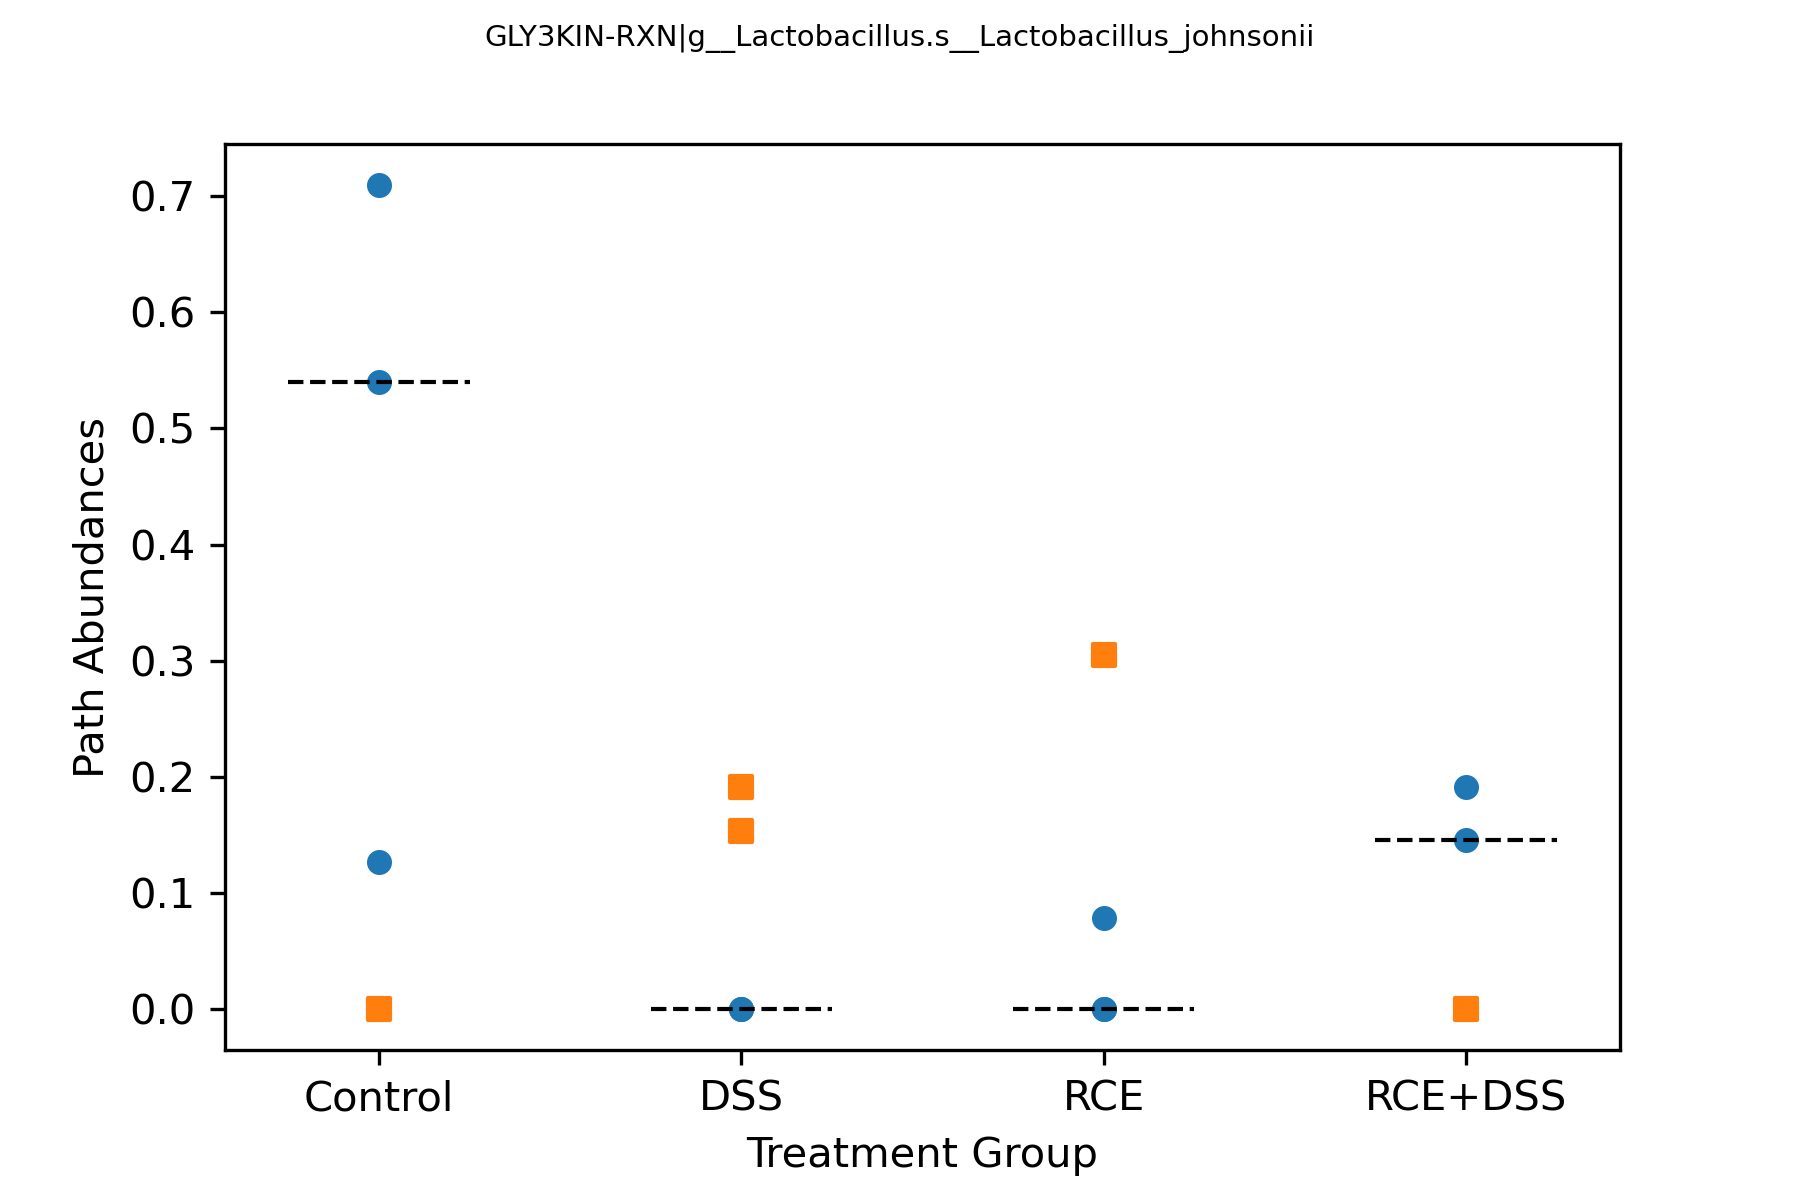 GLY3KIN-RXN|g__Lactobacillus.s__Lactobacillus_johnsonii
0.7
0.6
0.5
0.4
0.3
0.2
0.1
0.0
Path Abundances
Control DSS RCE RCE+DSS
Treatment Group